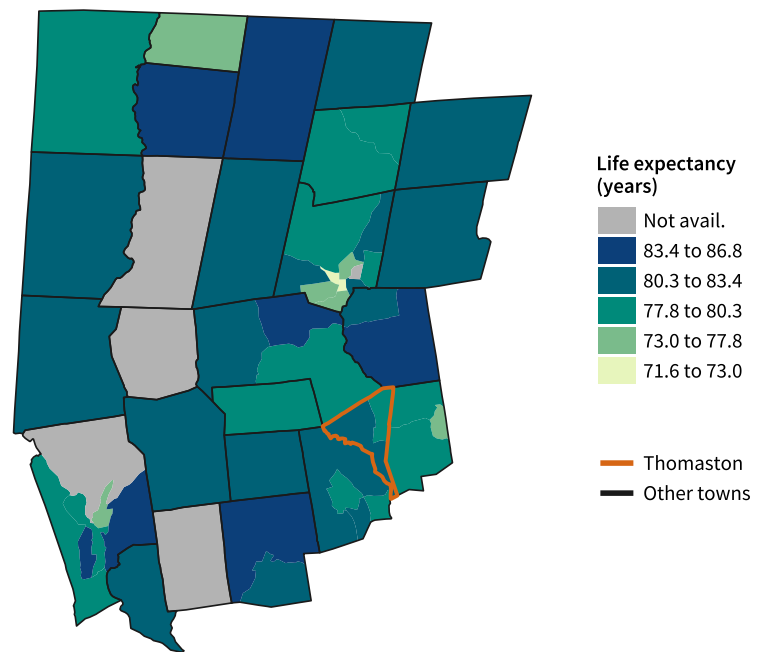 Life expectancy
(years)
Not avail.
83.4 to 86.8
80.3 to 83.4
77.8 to 80.3
73.0 to 77.8
71.6 to 73.0
Thomaston
Other towns